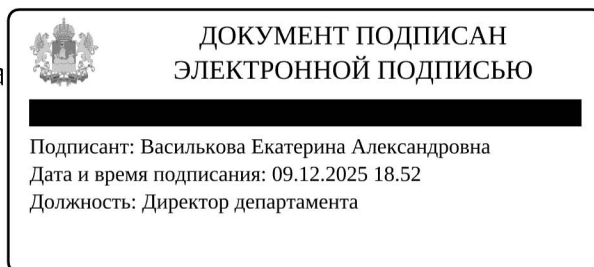 ДОКУМЕНТ ПОДПИСАН
ЭЛЕКТРОННОЙ ПОДПИСЬЮ
Подписант: Василькова Екатерина Александровна
Дата и время подписания: 09.12.2025 18.52
Должность: Директор департамента